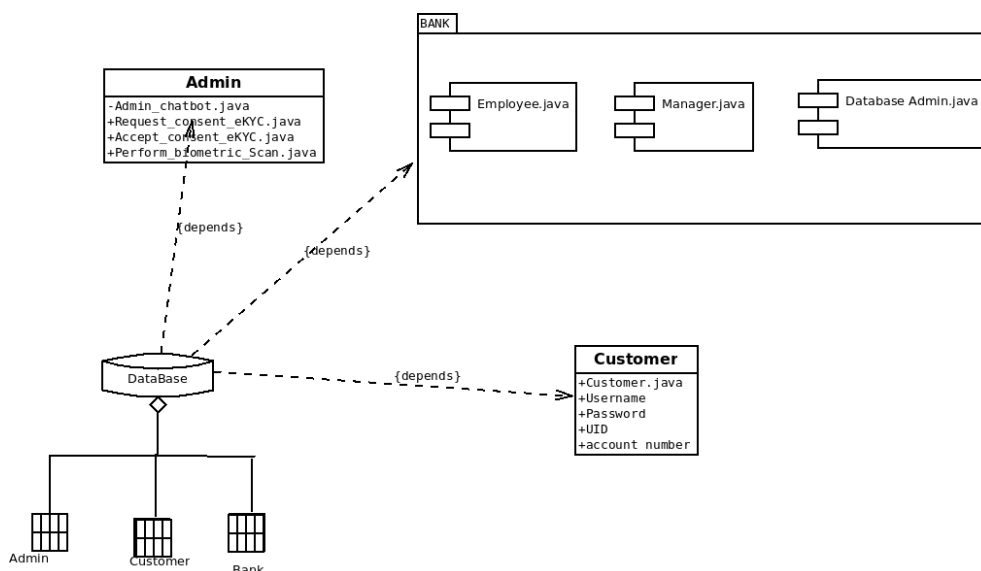 BANK
Admin
-Admin_chatbot.java
+Request_consent_eKYC.java
+Accept_consent_eKYC.java
+Perform_biometric_Scan.java
Employee.java
Manager.java
Database Admin.java
{depends}
{depends}
{depends}
DataBase
Customer
+Customer.java
+Username
+Password
+UID
+account number
Admin
Customer
Bank